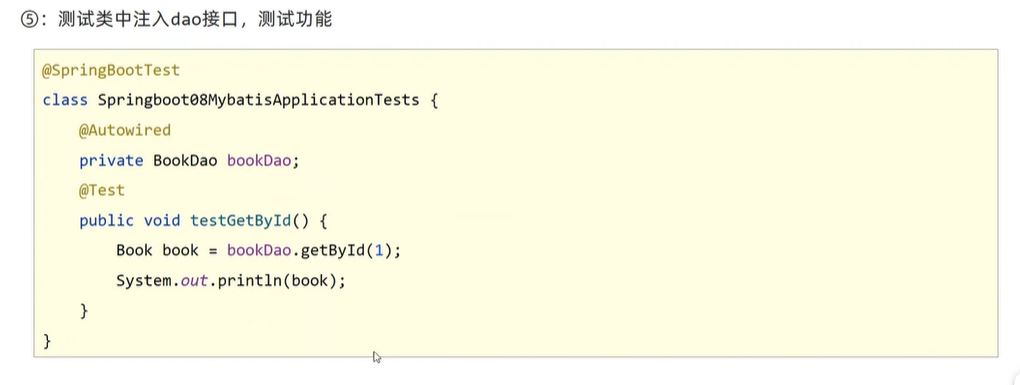 ⑤：测试类中注入dao接口，测试功能
@SpringBootTest
class Springboot08MybatisApplicationTests {
    @Autowired
    private BookDao bookDao;
    @Test
    public void testGetById() {
        Book book = bookDao.getById(1);
        System.out.println(book);
    }
}